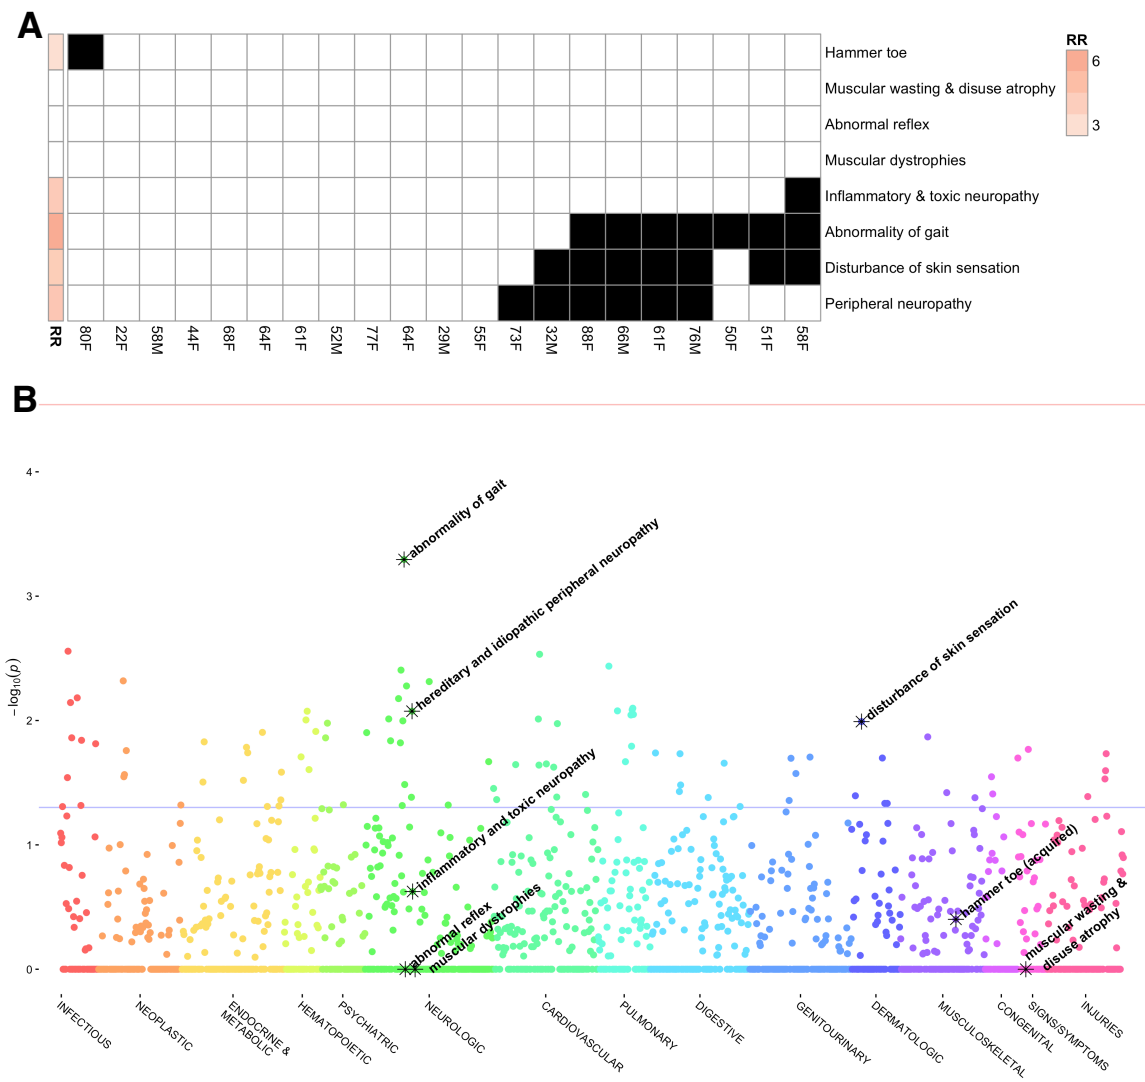 A
RR
6
3
Hammer toe
Muscular wasting & disuse atrophy
Abnormal reflex
Muscular dystrophies
Inflammatory & toxic neuropathy
Abnormality of gait
Disturbance of skin sensation
Peripheral neuropathy
RR 80F 22F 58M 44F 68F 64F 61F 52M 77F 64F 29M 55F 73F 32M 88F 66M 61F 76M 50F 51F 58F
B
4
3
2
1
0
−log10(p)
abnormality of gait
hereditary and idiopathic peripheral neuropathy
disturbance of skin sensation
inflammatory and toxic neuropathy
abnormal reflex
muscular dystrophies
hammer toe (acquired)
muscular wasting &
disuse atrophy
INFECTIOUS
NEOPLASTIC
ENDOCRINE &
METABOLIC
HEMATOPOIETIC
PSYCHIATRIC
NEUROLOGIC
CARDIOVASCULAR
PULMONARY
DIGESTIVE
GENITOURINARY
DERMATOLOGIC
MUSCULOSKELETAL
CONGENITAL
SIGNS/SYMPTOMS
INJURIES